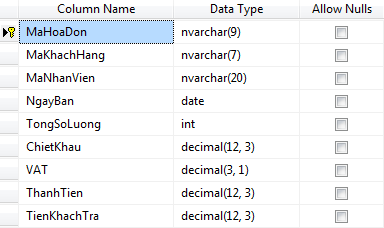 Column Name Data Type Allow Nulls
MaHoaDon nvarchar(9)
MaKhachHang nvarchar(7)
MaNhanVien nvarchar(20)
NgayBan date
TongSoLuong int
ChietKhau decimal(12, 3)
VAT decimal(3, 1)
ThanhTien decimal(12, 3)
TienKhachTra decimal(12, 3)